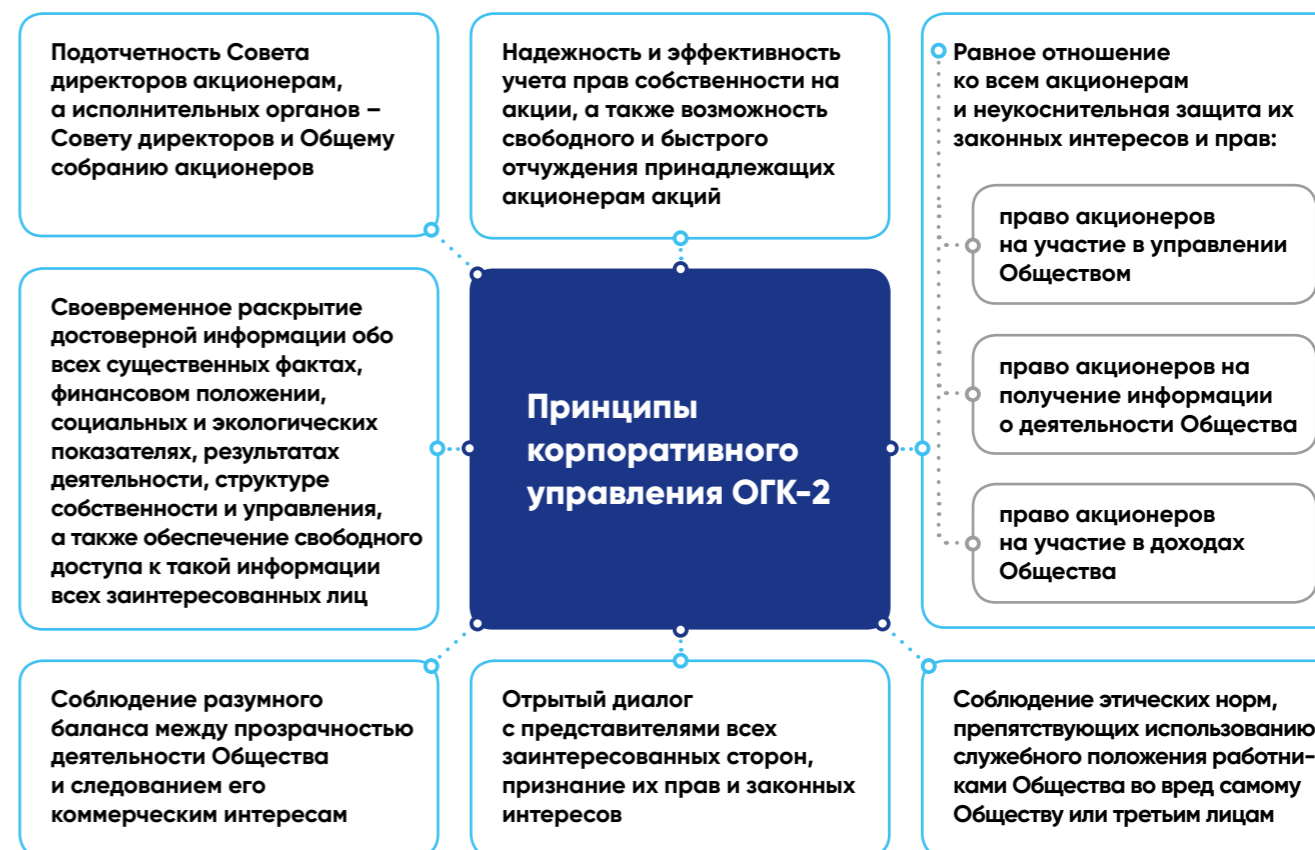 Подотчетность Совета
директоров акционерам,
а исполнительных органов –
Совету директоров и Общему
собранию акционеров
Надежность и эффективность
учета прав собственности на
акции, а также возможность
свободного и быстрого
отчуждения принадлежащих
акционерам акций
Равное отношение
ко всем акционерам
и неукоснительная защита их
законных интересов и прав:
право акционеров
на участие в управлении
Обществом
право акционеров на
получение информации
о деятельности Общества
право акционеров
на участие в доходах
Общества
Своевременное раскрытие
достоверной информации обо
всех существенных фактах,
финансовом положении,
социальных и экологических
показателях, результатах
деятельности, структуре
собственности и управления,
а также обеспечение свободного
доступа к такой информации
всех заинтересованных лиц
Принципы
корпоративного
управления ОГК-2
Соблюдение разумного
баланса между прозрачностью
деятельности Общества
и следованием его
коммерческим интересам
Отрытый диалог
с представителями всех
заинтересованных сторон,
признание их прав и законных
интересов
Соблюдение этических норм,
препятствующих использованию
служебного положения работни-
ками Общества во вред самому
Обществу или третьим лицам